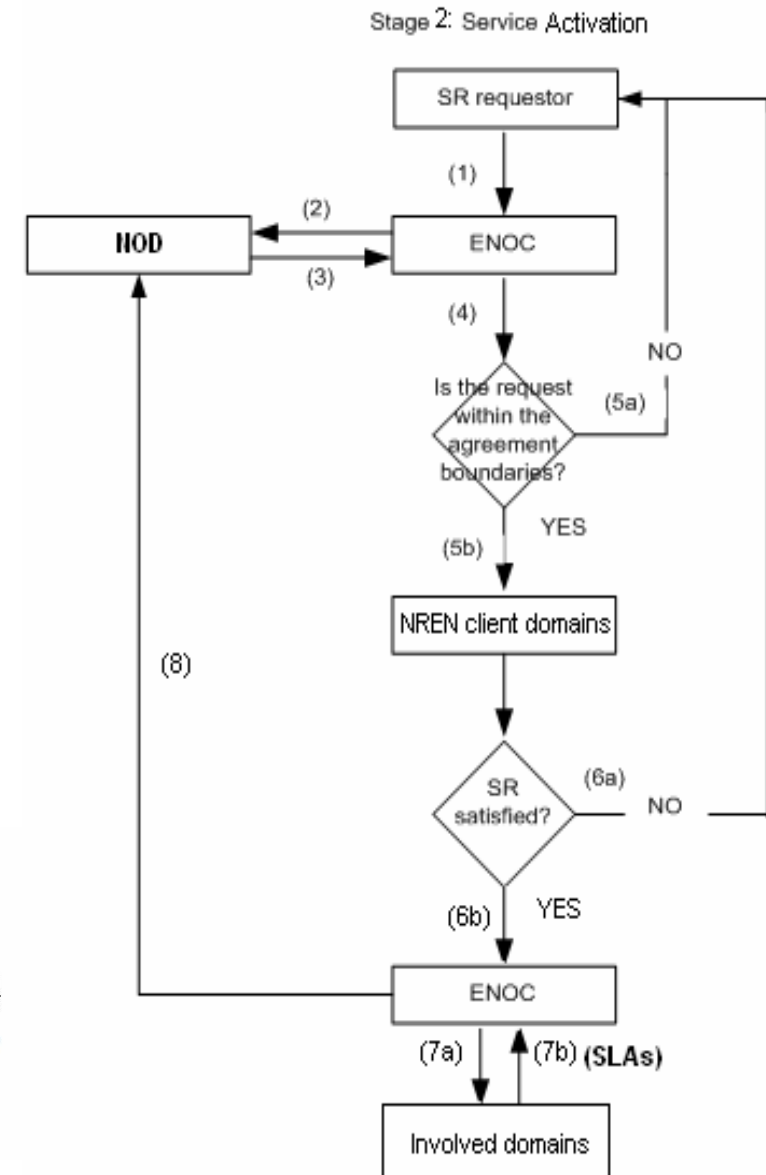 Stage 2: Service Activation
SR requestor
(1)
(2)
NOD
ENOC
(3)
(4)
NO
Is the request
within the
agreement
boundaries?
(5a)
YES
(5b)
NREN client domains
(8)
SR
satisfied?
(6a)
NO
(6b)
YES
ENOC
(7a)
(7b) (SLAs)
Involved domains